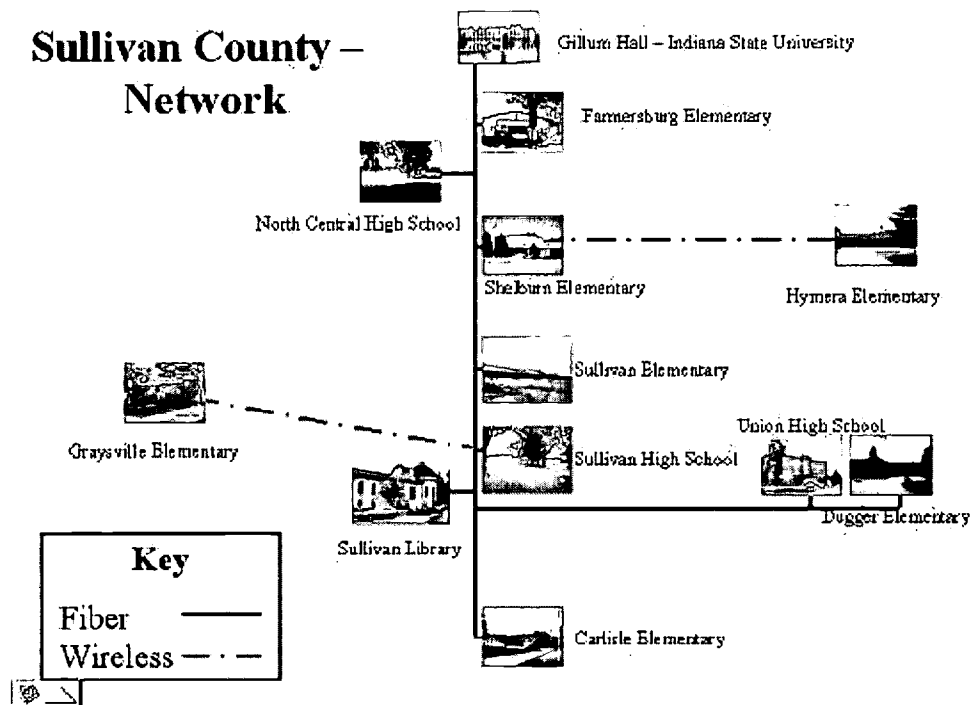 Sullivan County –
Network
Gillum Hall – Indiana State University
Farmersburg Elementary
North Central High School
Shelburn Elementary
Hymera Elementary
Sullivan Elementary
Graysville Elementary
Union High School
Sullivan High School
Dugger Elementary
Sullivan Library
Key
Fiber
Wireless
Carlisle Elementary